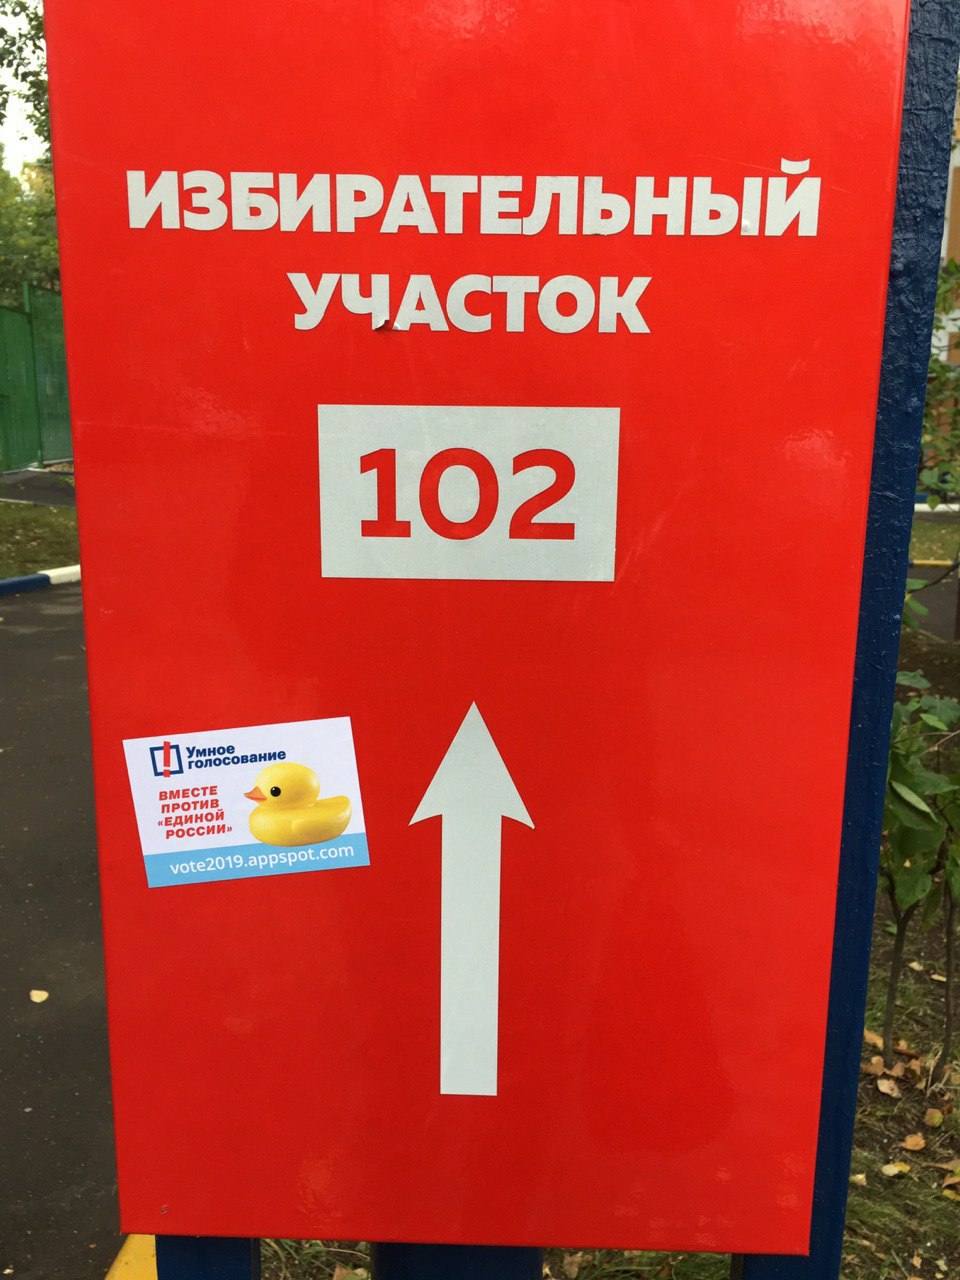 ИЗБИРАТЕЛЬНЫЙ
УЧАСТОК
102
Умное
голосование
ВМЕСТЕ
ПРОТИВ
«ЕДИНОЙ
РОССИИ»
vote2019.appspot.com